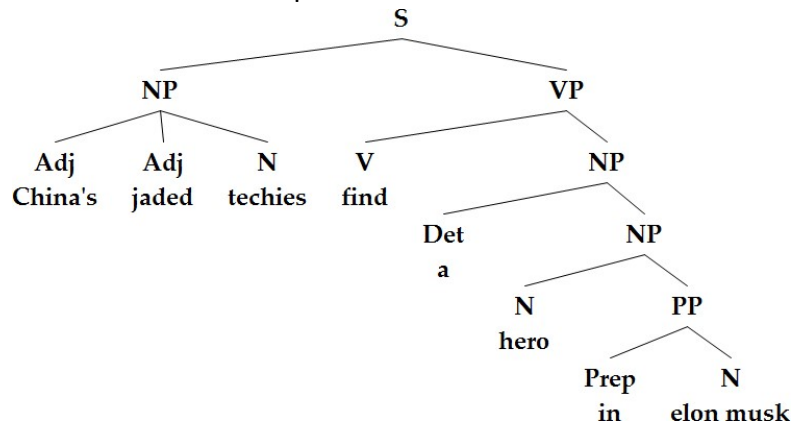 S
NP VP
Adj Adj N V NP
China's jaded techies find
Det NP
a
N PP
hero
Prep N
in elon musk